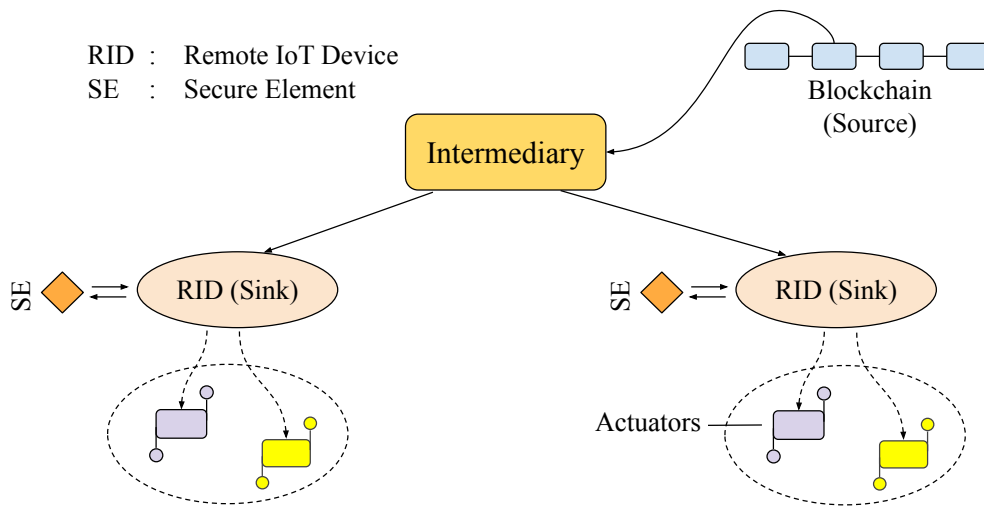 RID : Remote IoT Device
SE : Secure Element
Blockchain
(Source)
Intermediary
SE
RID (Sink)
SE
RID (Sink)
Actuators